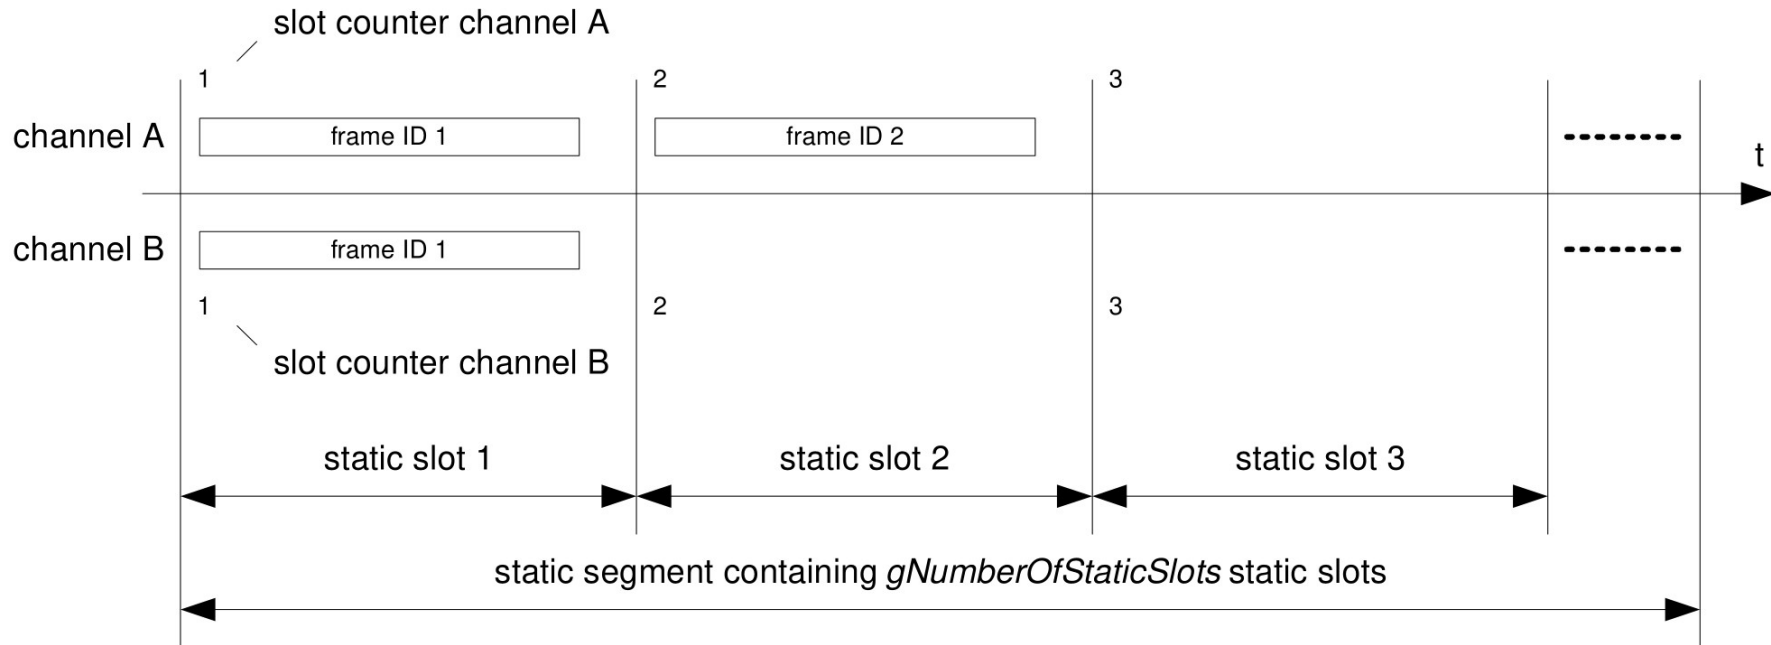 slot counter channel A
1 2 3
channel A frame ID 1 frame ID 2
t
channel B frame ID 1
1 2 3
slot counter channel B
static slot 1 static slot 2 static slot 3
static segment containing gNumberOfStaticSlots static slots